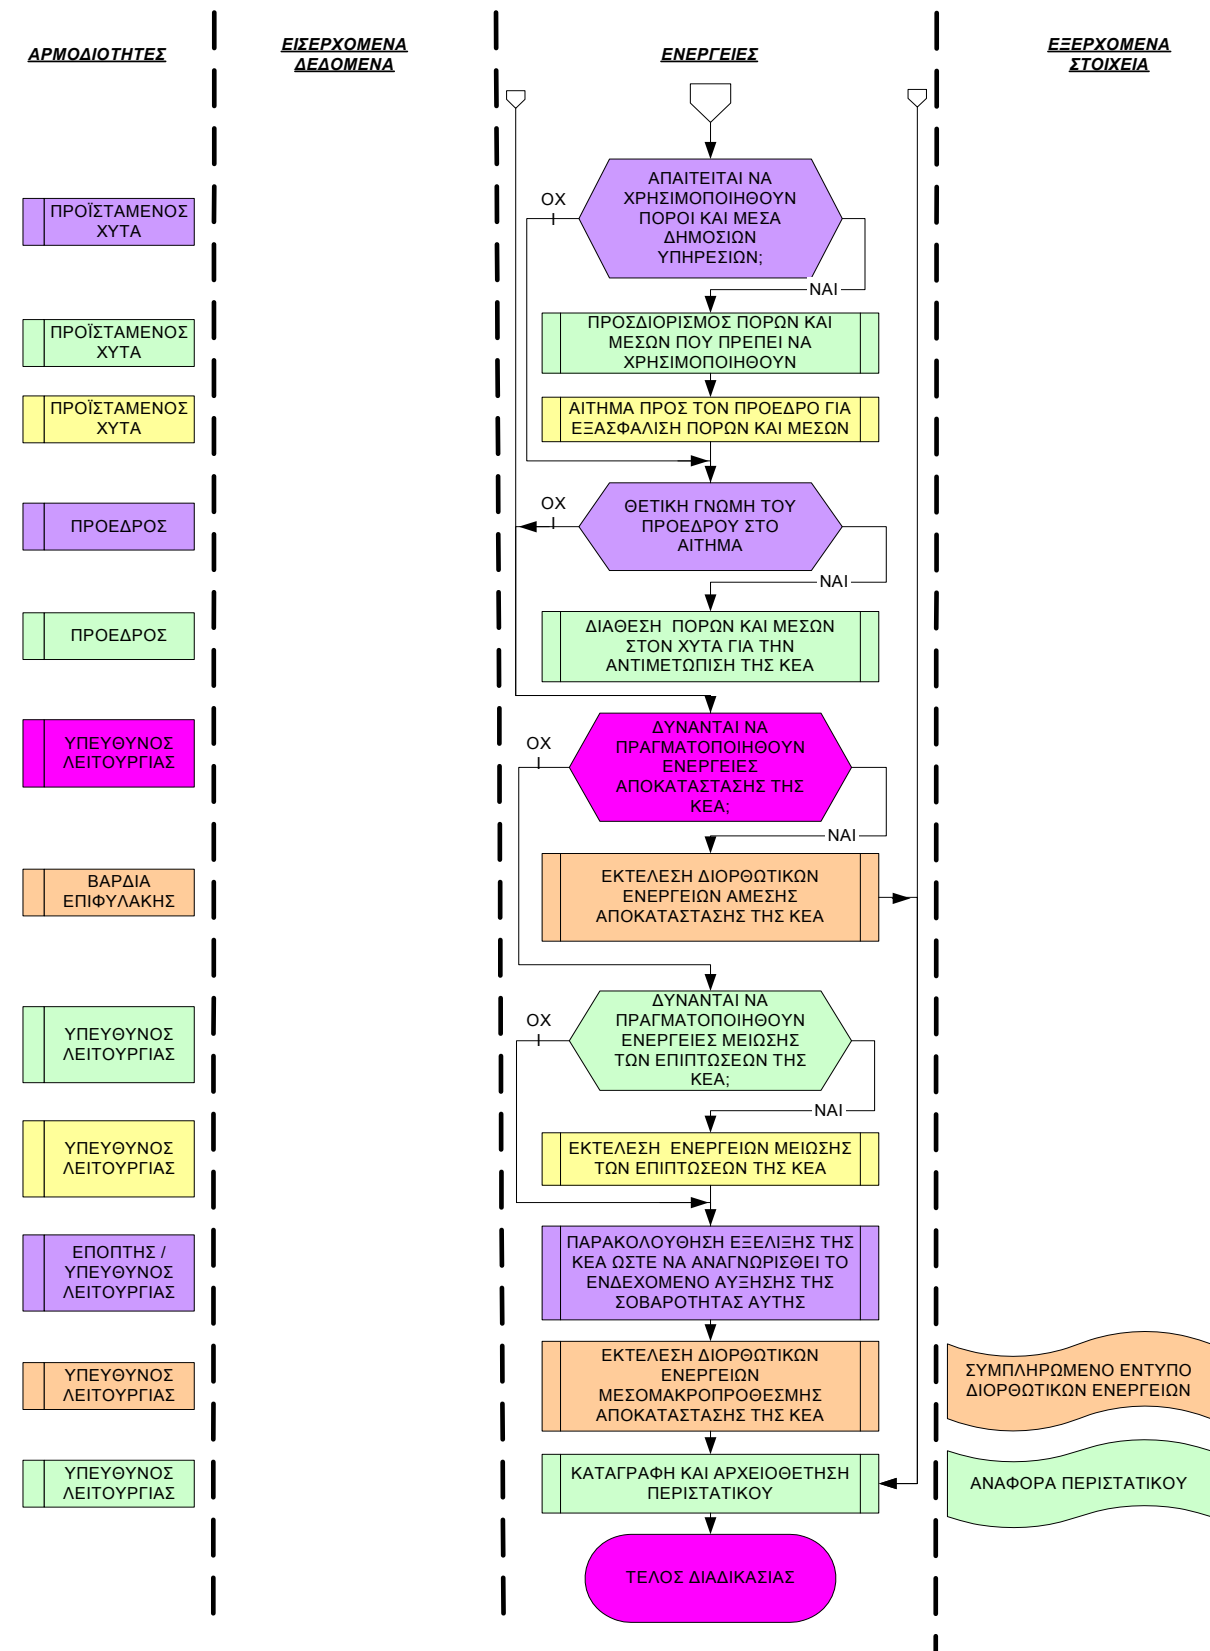 ΑΡΜΟΔΙΟΤΗΤΕΣ
ΕΙΣΕΡΧΟΜΕΝΑ
ΔΕΔΟΜΕΝΑ
ΕΝΕΡΓΕΙΕΣ
ΕΞΕΡΧΟΜΕΝΑ
ΣΤΟΙΧΕΙΑ
ΠΡΟΪΣΤΑΜΕΝΟΣ
ΧΥΤΑ
ΑΠΑΙΤΕΙΤΑΙ ΝΑ
ΧΡΗΣΙΜΟΠΟΙΗΘΟΥΝ
ΠΟΡΟΙ ΚΑΙ ΜΕΣΑ
ΔΗΜΟΣΙΩΝ
ΥΠΗΡΕΣΙΩΝ;
ΟΧ
ΝΑΙ
ΠΡΟΪΣΤΑΜΕΝΟΣ
ΧΥΤΑ
ΠΡΟΣΔΙΟΡΙΣΜΟΣ ΠΟΡΩΝ ΚΑΙ
ΜΕΣΩΝ ΠΟΥ ΠΡΕΠΕΙ ΝΑ
ΧΡΗΣΙΜΟΠΟΙΗΘΟΥΝ
ΠΡΟΪΣΤΑΜΕΝΟΣ
ΧΥΤΑ
ΑΙΤΗΜΑ ΠΡΟΣ ΤΟΝ ΠΡΟΕΔΡΟ ΓΙΑ
ΕΞΑΣΦΑΛΙΣΗ ΠΟΡΩΝ ΚΑΙ ΜΕΣΩΝ
ΠΡΟΕΔΡΟΣ
ΟΧ
ΘΕΤΙΚΗ ΓΝΩΜΗ ΤΟΥ
ΠΡΟΕΔΡΟΥ ΣΤΟ
ΑΙΤΗΜΑ
ΝΑΙ
ΠΡΟΕΔΡΟΣ
ΔΙΑΘΕΣΗ ΠΟΡΩΝ ΚΑΙ ΜΕΣΩΝ
ΣΤΟΝ ΧΥΤΑ ΓΙΑ ΤΗΝ
ΑΝΤΙΜΕΤΩΠΙΣΗ ΤΗΣ ΚΕΑ
ΥΠΕΥΘΥΝΟΣ
ΛΕΙΤΟΥΡΓΙΑΣ
ΟΧ
ΔΥΝΑΝΤΑΙ ΝΑ
ΠΡΑΓΜΑΤΟΠΟΙΗΘΟΥΝ
ΕΝΕΡΓΕΙΕΣ
ΑΠΟΚΑΤΑΣΤΑΣΗΣ ΤΗΣ
ΚΕΑ;
ΝΑΙ
ΒΑΡΔΙΑ
ΕΠΙΦΥΛΑΚΗΣ
ΕΚΤΕΛΕΣΗ ΔΙΟΡΘΩΤΙΚΩΝ
ΕΝΕΡΓΕΙΩΝ ΑΜΕΣΗΣ
ΑΠΟΚΑΤΑΣΤΑΣΗΣ ΤΗΣ ΚΕΑ
ΥΠΕΥΘΥΝΟΣ
ΛΕΙΤΟΥΡΓΙΑΣ
ΟΧ
ΔΥΝΑΝΤΑΙ ΝΑ
ΠΡΑΓΜΑΤΟΠΟΙΗΘΟΥΝ
ΕΝΕΡΓΕΙΕΣ ΜΕΙΩΣΗΣ
ΤΩΝ ΕΠΙΠΤΩΣΕΩΝ ΤΗΣ
ΚΕΑ;
ΝΑΙ
ΥΠΕΥΘΥΝΟΣ
ΛΕΙΤΟΥΡΓΙΑΣ
ΕΚΤΕΛΕΣΗ ΕΝΕΡΓΕΙΩΝ ΜΕΙΩΣΗΣ
ΤΩΝ ΕΠΙΠΤΩΣΕΩΝ ΤΗΣ ΚΕΑ
ΕΠΟΠΤΗΣ /
ΥΠΕΥΘΥΝΟΣ
ΛΕΙΤΟΥΡΓΙΑΣ
ΠΑΡΑΚΟΛΟΥΘΗΣΗ ΕΞΕΛΙΞΗΣ ΤΗΣ
ΚΕΑ ΩΣΤΕ ΝΑ ΑΝΑΓΝΩΡΙΣΘΕΙ ΤΟ
ΕΝΔΕΧΟΜΕΝΟ ΑΥΞΗΣΗΣ ΤΗΣ
ΣΟΒΑΡΟΤΗΤΑΣ ΑΥΤΗΣ
ΥΠΕΥΘΥΝΟΣ
ΛΕΙΤΟΥΡΓΙΑΣ
ΕΚΤΕΛΕΣΗ ΔΙΟΡΘΩΤΙΚΩΝ
ΕΝΕΡΓΕΙΩΝ
ΜΕΣΟΜΑΚΡΟΠΡΟΘΕΣΜΗΣ
ΑΠΟΚΑΤΑΣΤΑΣΗΣ ΤΗΣ ΚΕΑ
ΣΥΜΠΛΗΡΩΜΕΝΟ ΕΝΤΥΠΟ
ΔΙΟΡΘΩΤΙΚΩΝ ΕΝΕΡΓΕΙΩΝ
ΥΠΕΥΘΥΝΟΣ
ΛΕΙΤΟΥΡΓΙΑΣ
ΚΑΤΑΓΡΑΦΗ ΚΑΙ ΑΡΧΕΙΟΘΕΤΗΣΗ
ΠΕΡΙΣΤΑΤΙΚΟΥ
ΑΝΑΦΟΡΑ ΠΕΡΙΣΤΑΤΙΚΟΥ
ΤΕΛΟΣ ΔΙΑΔΙΚΑΣΙΑΣ